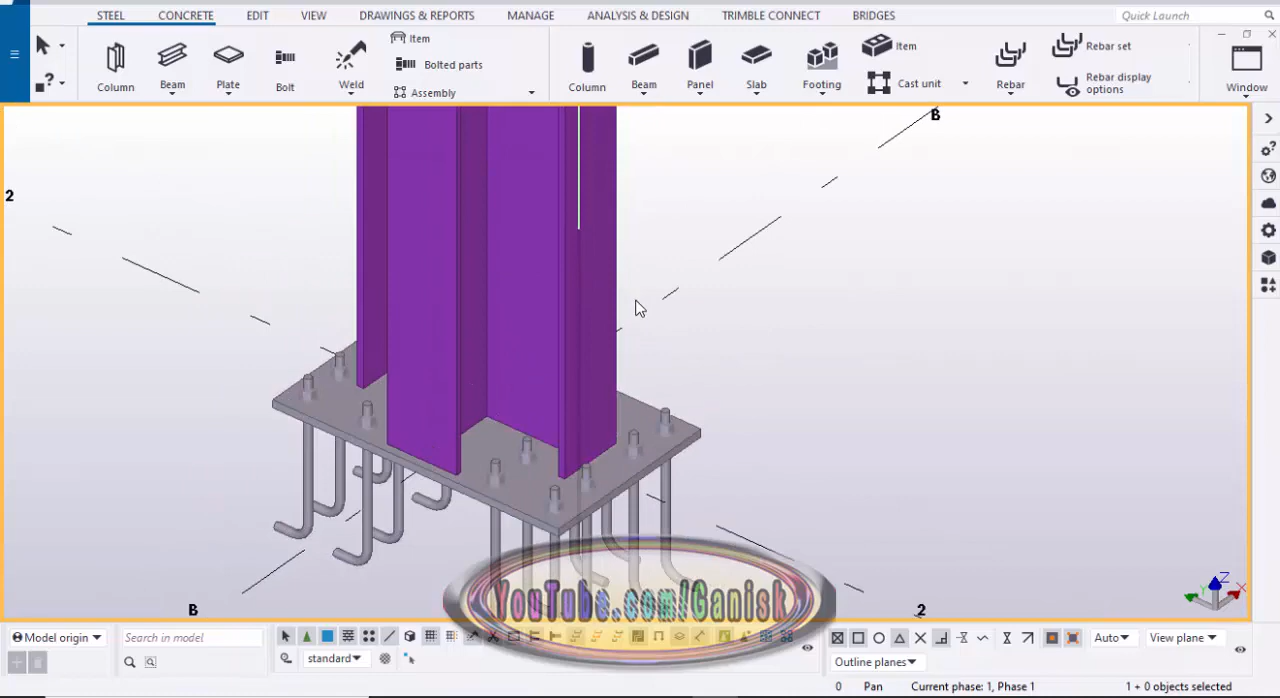 STEEL CONCRETE EDIT VIEW DRAWINGS & REPORTS MANAGE ANALYSIS & DESIGN TRIMBLE CONNECT BRIDGES Quick Launch
Item Item Rebar set
Bolted parts
Column Beam Plate Bolt Weld Assembly Column Beam Panel Slab Footing Cast unit Rebar Rebar display options Window
B
2
B
2
Z
YouTube.com/Ganisk
Model origin Search in model Auto View plane
standard Outline planes
0 Pan Current phase: 1, Phase 1 1 + 0 objects selected